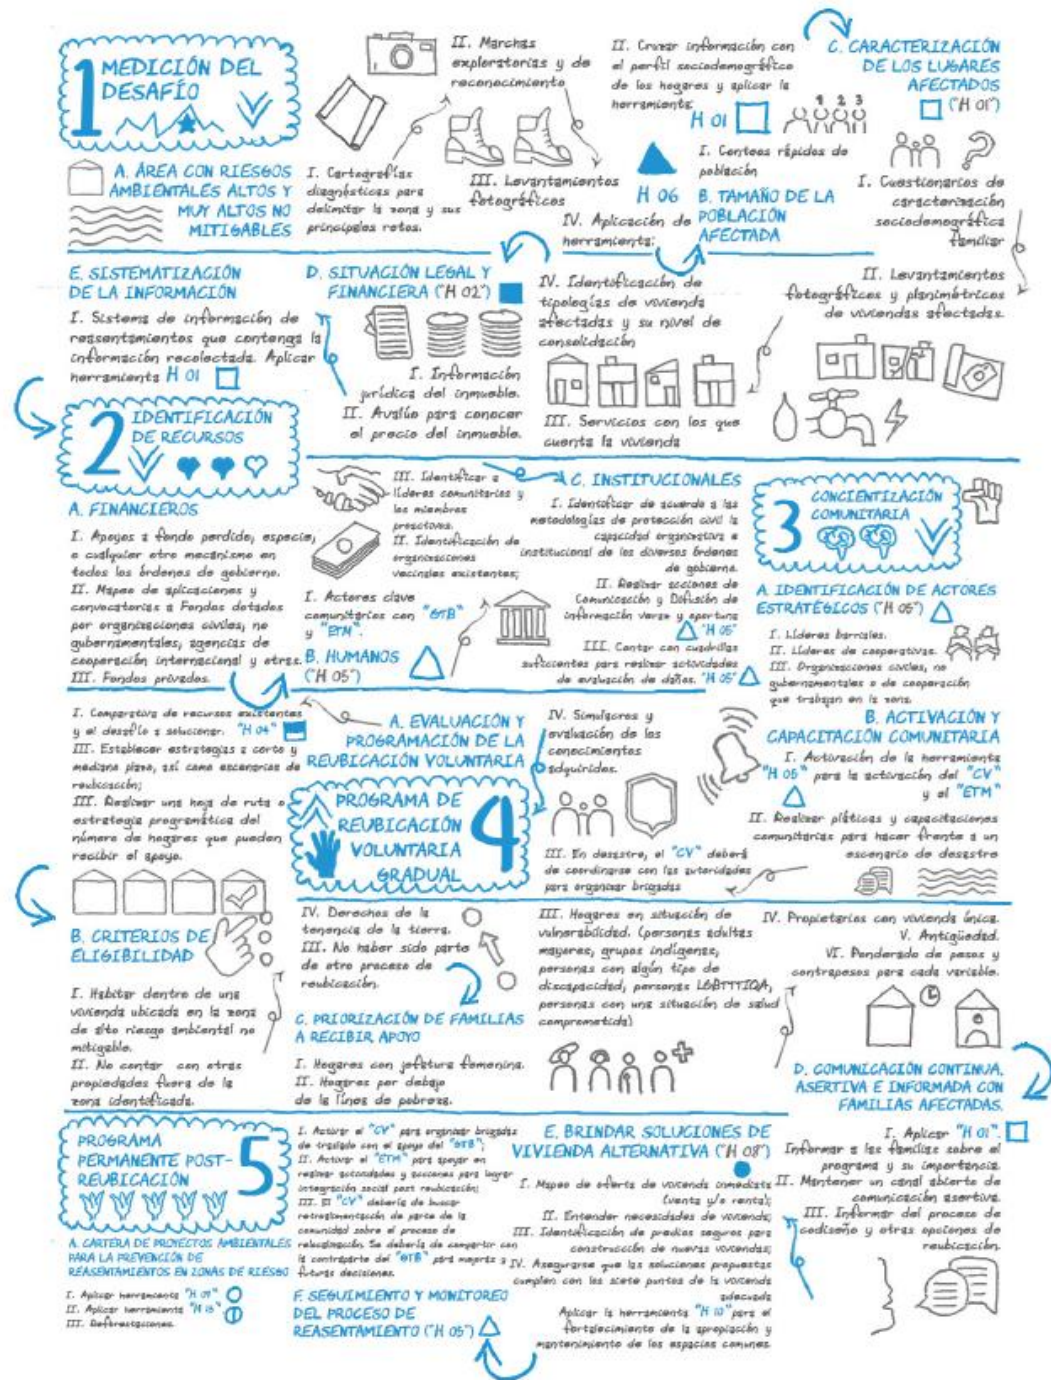 1 MEDICIÓN DEL
DESAFÍO
A. ÁREA CON RIESGOS
AMBIENTALES ALTOS Y
MUY ALTOS NO
MITIGABLES
I. Cartografías
diagnósticas para
delimitar la zona y sus
principales retos.
II. Marchas
exploratorias y de
reconocimiento
III. Levantamientos
fotográficos
IV. Aplicación de
herramienta:
H 06
B. TAMAÑO DE LA
POBLACIÓN
AFECTADA
I. Conteos rápidos de
población
II. Cruzar información con
el perfil sociodemográfico
de los hogares y aplicar la
herramienta:
H 01
1 2 3
C. CARACTERIZACIÓN
DE LOS LUGARES
AFECTADOS
("H 01")
I. Cuestionarios de
caracterización
sociodemográfica
familiar
II. Levantamientos
fotográficos y planimétricos
de viviendas afectadas.
III. Servicios con los que
cuenta la vivienda
IV. Identificación de
tipologías de vivienda
afectadas y su nivel de
consolidación
D. SITUACIÓN LEGAL Y
FINANCIERA ("H 02")
I. Información
jurídica del inmueble.
II. Avalúo para conocer
el precio del inmueble.
E. SISTEMATIZACIÓN
DE LA INFORMACIÓN
I. Sistema de información de
reasentamientos que contenga la
información recolectada. Aplicar
herramienta H 01
2 IDENTIFICACIÓN
DE RECURSOS
A. FINANCIEROS
I. Apoyos a fondo perdido, especie,
o cualquier otro mecanismo en
todos los órdenes de gobierno.
II. Mapeo de aplicaciones y
convocatorias a Fondos dotados
por organizaciones civiles, no
gubernamentales, agencias de
cooperación internacional y otras.
III. Fondos privados.
B. HUMANOS
("H 05")
I. Actores clave
comunitarios con "GTB"
y "ETM".
II. Identificación de
organizaciones
vecinales existentes;
III. Identificar a
líderes comunitarios y
los miembros
proactivos.
C. INSTITUCIONALES
I. Identificar de acuerdo a las
metodologías de protección civil la
capacidad organizativa e
institucional de los diversos órdenes
de gobierno.
II. Realizar acciones de
Comunicación y Difusión de
información veraz y oportuna
"H 05"
III. Contar con cuadrillas
suficientes para realizar actividades
de evaluación de daños. "H 05"
3 CONCIENTIZACIÓN
COMUNITARIA
A. IDENTIFICACIÓN DE ACTORES
ESTRATÉGICOS ("H 05")
I. Líderes barriales.
II. Líderes de cooperativas.
III. Organizaciones civiles, no
gubernamentales o de cooperación
que trabajan en la zona.
B. ACTIVACIÓN Y
CAPACITACIÓN COMUNITARIA
I. Activación de la herramienta
"H 05" para la activación del "CV"
y el "ETM"
II. Realizar pláticas y capacitaciones
comunitarias para hacer frente a un
escenario de desastre
III. En desastre, el "CV" deberá
de coordinarse con las autoridades
para organizar brigadas
IV. Simulacros y
evaluación de los
conocimientos
adquiridos.
PROGRAMA DE 4
REUBICACIÓN
VOLUNTARIA
GRADUAL
A. EVALUACIÓN Y
PROGRAMACIÓN DE LA
REUBICACIÓN VOLUNTARIA
I. Comparativa de recursos existentes
y el desafío a solucionar. "H 04"
III. Establecer estrategias a corto y
mediano plazo, así como escenarios de
reubicación;
III. Realizar una hoja de ruta o
estrategia programática del
número de hogares que pueden
recibir el apoyo.
B. CRITERIOS DE
ELIGIBILIDAD
I. Habitar dentro de una
vivienda ubicada en la zona
de alto riesgo ambiental no
mitigable.
II. No contar con otras
propiedades fuera de la
zona identificada.
IV. Derechos de la
tenencia de la tierra.
III. No haber sido parte
de otro proceso de
reubicación.
C. PRIORIZACIÓN DE FAMILIAS
A RECIBIR APOYO
I. Hogares con jefatura femenina.
II. Hogares por debajo
de la línea de pobreza.
III. Hogares en situación de
vulnerabilidad. (personas adultas
mayores, grupos indígenas,
personas con algún tipo de
discapacidad, personas LGBTTTIQA,
personas con una situación de salud
comprometida)
IV. Propietarios con vivienda única.
V. Antigüedad.
VI. Ponderado de pesos y
contrapesos para cada variable.
D. COMUNICACIÓN CONTINUA,
ASERTIVA E INFORMADA CON
FAMILIAS AFECTADAS.
I. Aplicar "H 01".
Informar a las familias sobre el
programa y su importancia.
II. Mantener un canal abierto de
comunicación asertiva.
III. Informar del proceso de
codiseño y otras opciones de
reubicación.
E. BRINDAR SOLUCIONES DE
VIVIENDA ALTERNATIVA ("H 08")
I. Mapeo de oferta de vivienda inmediata
(venta y/o renta);
II. Entender necesidades de vivienda;
III. Identificación de predios seguros para
construcción de nuevas viviendas;
IV. Asegurarse que las soluciones propuestas
cumplen con los siete puntos de la vivienda
adecuada
Aplicar la herramienta "H 10" para el
fortalecimiento de la apropiación y
mantenimiento de los espacios comunes.
F. SEGUIMIENTO Y MONITOREO
DEL PROCESO DE
REASENTAMIENTO ("H 05")
I. Activar el "CV" para organizar brigadas
de traslado con el apoyo del "GTB";
II. Activar el "ETM" para apoyar en
realizar actividades y acciones para lograr
integración social post reubicación;
III. El "CV" debería de buscar
retroalimentación de parte de la
comunidad sobre el proceso de
relocalización. Se debería de compartir con
la contraparte del "GTB" para mejoras a
futuras decisiones.
PROGRAMA 5
PERMANENTE POST-
REUBICACIÓN
A. CARTERA DE PROYECTOS AMBIENTALES
PARA LA PREVENCIÓN DE
REASENTAMIENTOS EN ZONAS DE RIESGO
I. Aplicar herramienta "H 09"
II. Aplicar herramienta
III. Reforestaciones.